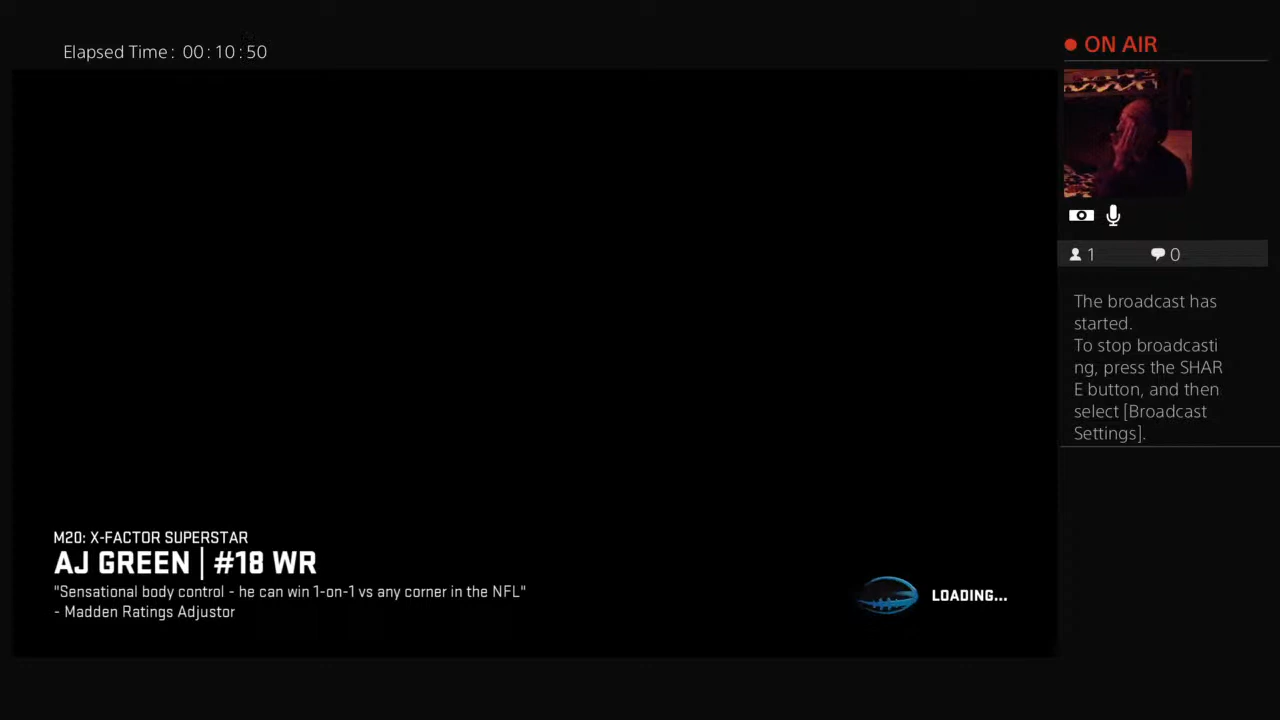 Elapsed Time: 00:10:50
ON AIR
1
0
The broadcast has
started.
To stop broadcasti
ng, press the SHAR
E button, and then
select [Broadcast
Settings].
M20: X-FACTOR SUPERSTAR
AJ GREEN | #18 WR
"Sensational body control - he can win 1-on-1 vs any corner in the NFL"
- Madden Ratings Adjustor
LOADING...